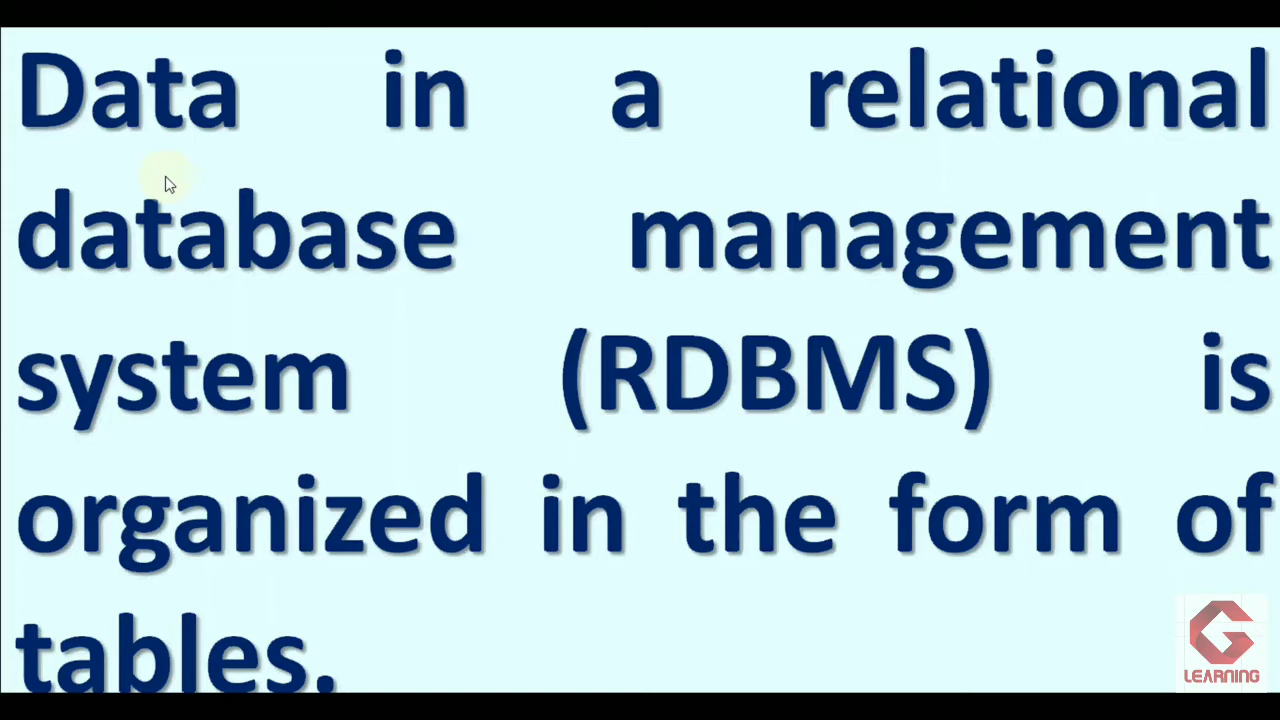 Data in a relational
database management
system (RDBMS) is
organized in the form of
tables.
LEARNING